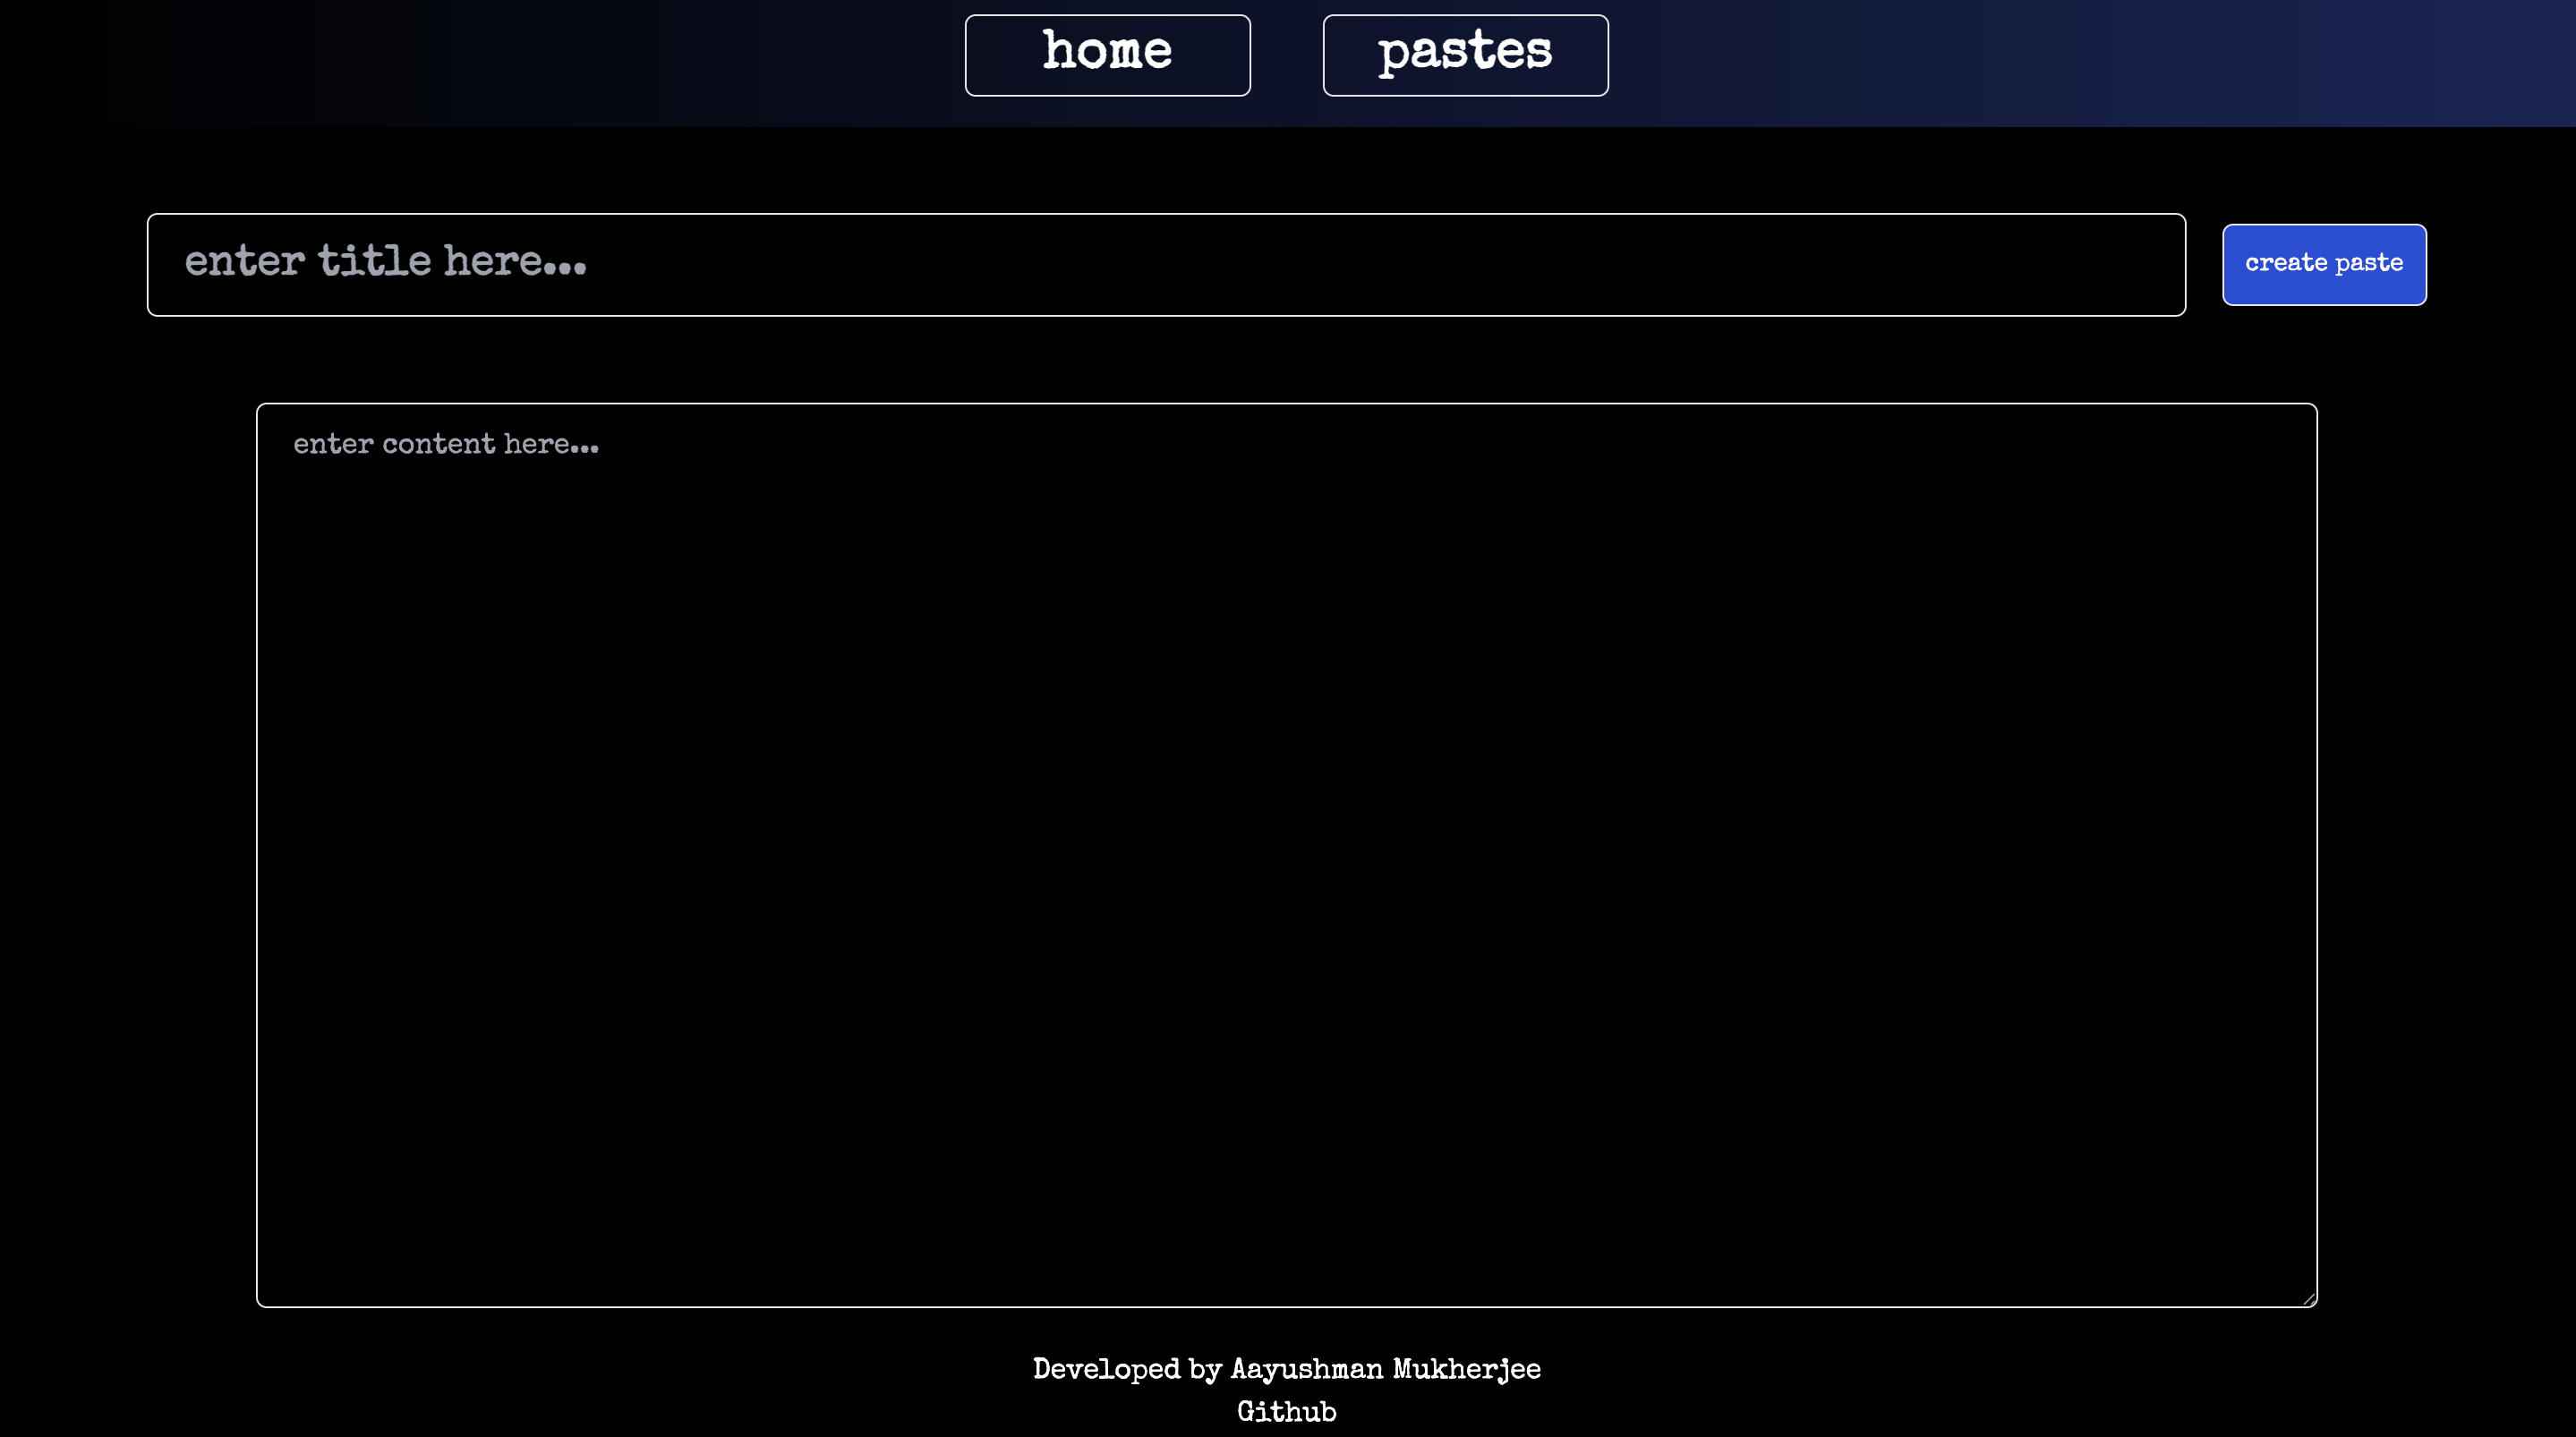 home pastes
enter title here...
create paste
enter content here...
Developed by Aayushman Mukherjee
Github